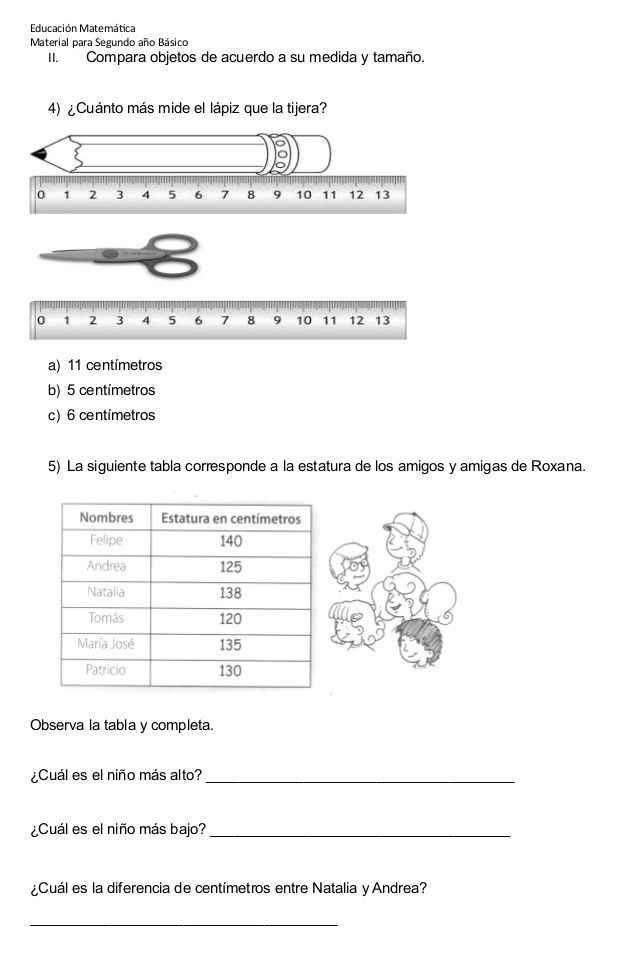 Educación Matemática
Material para Segundo año Básico
II. Compara objetos de acuerdo a su medida y tamaño.
4) ¿Cuánto más mide el lápiz que la tijera?
0 1 2 3 4 5 6 7 8 9 10 11 12 13
0 1 2 3 4 5 6 7 8 9 10 11 12 13
a) 11 centímetros
b) 5 centímetros
c) 6 centímetros
5) La siguiente tabla corresponde a la estatura de los amigos y amigas de Roxana.
Nombres Estatura en centímetros
Felipe 140
Andrea 125
Natalia 138
Tomás 120
María José 135
Patricio 130
Observa la tabla y completa.
¿Cuál es el niño más alto? ____________________
¿Cuál es el niño más bajo? ____________________
¿Cuál es la diferencia de centímetros entre Natalia y Andrea?
____________________